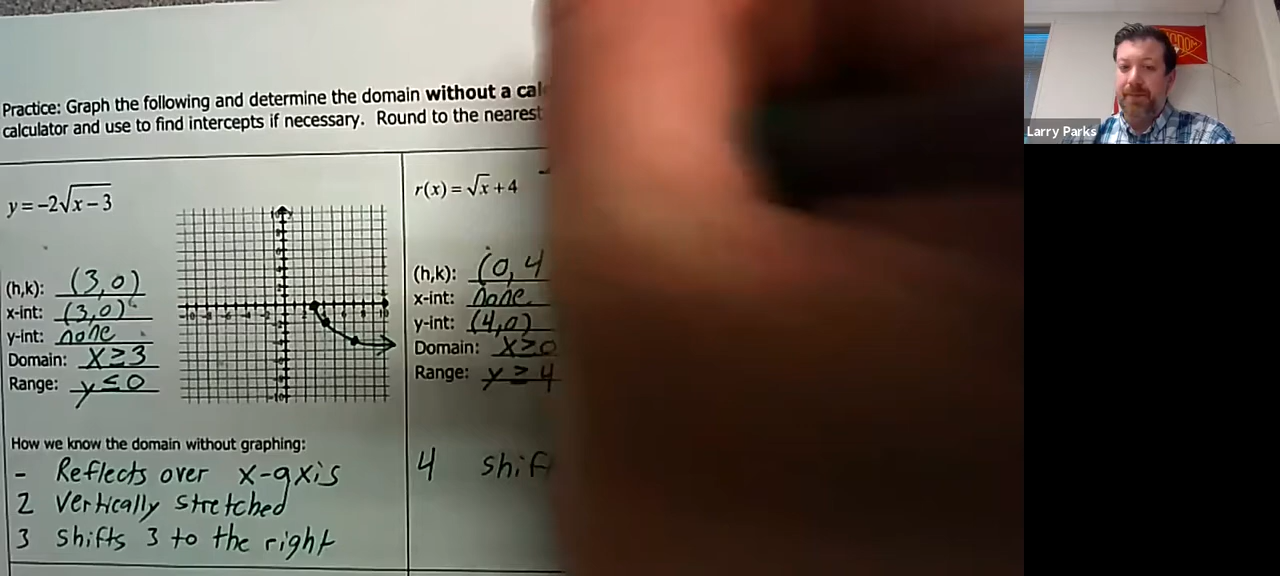 Practice: Graph the following and determine the domain without a
calculator and use to find intercepts if necessary. Round to the nearest
y = -2√x - 3
(h,k): (3,0)
x-int: (3,0)
y-int: none
Domain: x ≥ 3
Range: y ≤ 0
How we know the domain without graphing:
- Reflects over x-axis
2 Vertically stretched
3 shifts 3 to the right
r(x) = √x + 4
(h,k): (0,4
x-int: none
y-int: (4,0)
Domain: x ≥ 0
Range: y ≥ 4
4 shif
Larry Parks